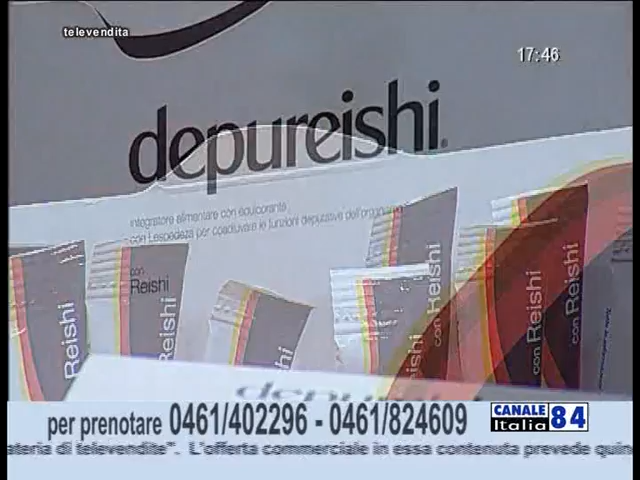 televendita
17:46
depureishi
integratore alimentare con edulcorante,
con Lespedeza per coadiuvare le funzioni depurative dell'organismo
con
Reishi
Reishi
Reishi
con Reishi
con Reishi
con Reishi
per prenotare 0461/402296 - 0461/824609
CANALE
Italia 84
ateria di televendite". L'offerta commerciale in essa contenuta prevede quin